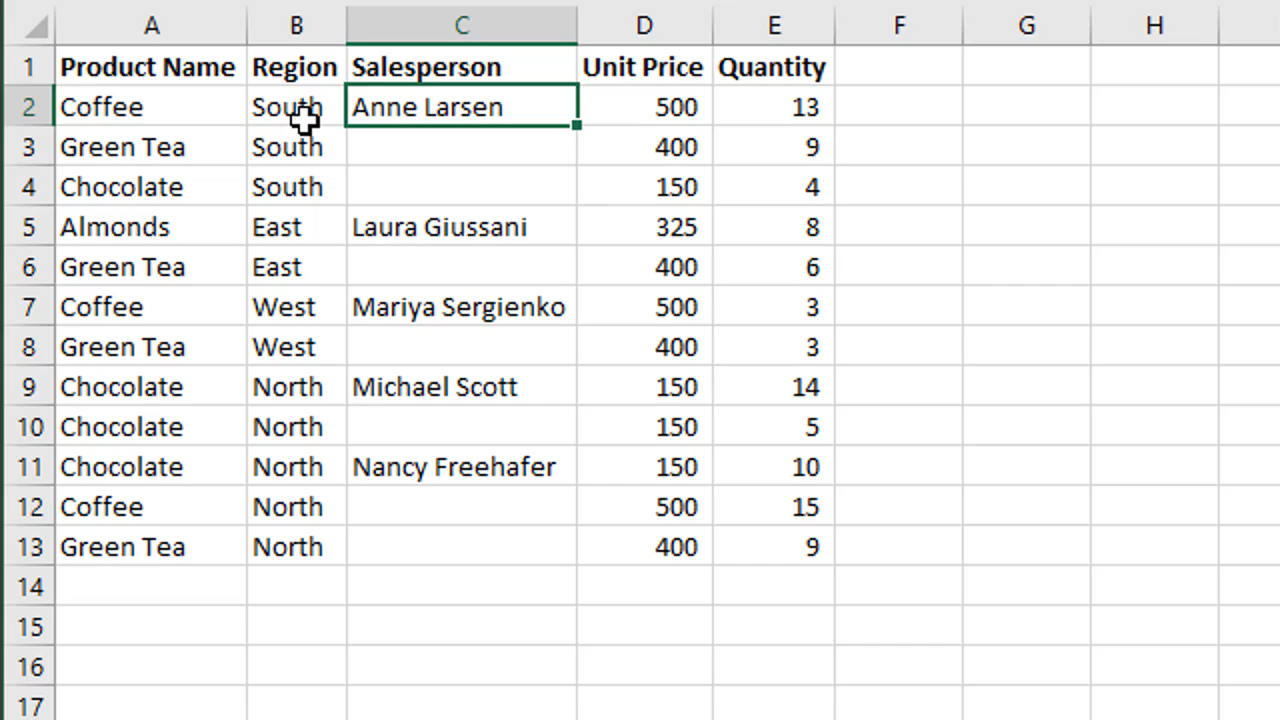 A B C D E F G H
1 Product Name Region Salesperson Unit Price Quantity
2 Coffee South Anne Larsen 500 13
3 Green Tea South 400 9
4 Chocolate South 150 4
5 Almonds East Laura Giussani 325 8
6 Green Tea East 400 6
7 Coffee West Mariya Sergienko 500 3
8 Green Tea West 400 3
9 Chocolate North Michael Scott 150 14
10 Chocolate North 150 5
11 Chocolate North Nancy Freehafer 150 10
12 Coffee North 500 15
13 Green Tea North 400 9
14
15
16
17